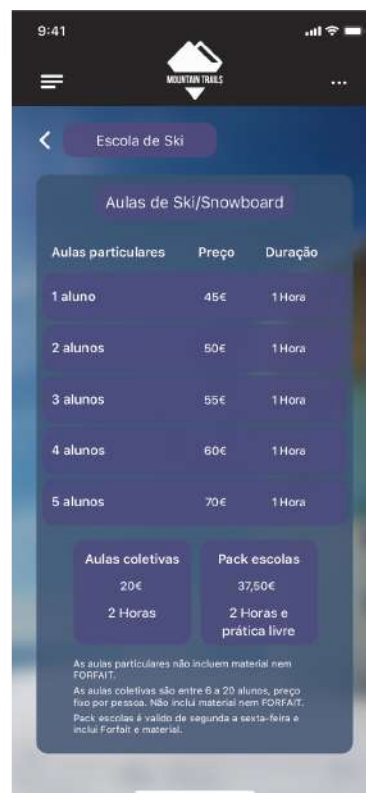 9:41
MOUNTAIN TRAILS
Escola de Ski
Aulas de Ski/Snowboard
Aulas particulares Preço Duração
1 aluno 45€ 1 Hora
2 alunos 50€ 1 Hora
3 alunos 55€ 1 Hora
4 alunos 60€ 1 Hora
5 alunos 70€ 1 Hora
Aulas coletivas
20€
2 Horas
Pack escolas
37,50€
2 Horas e
prática livre
As aulas particulares não incluem material nem
FORFAIT.
As aulas coletivas são entre 6 a 20 alunos, preço
fixo por pessoa. Não inclui material nem FORFAIT.
Pack escolas é valido de segunda a sexta-feira e
inclui Forfait e material.